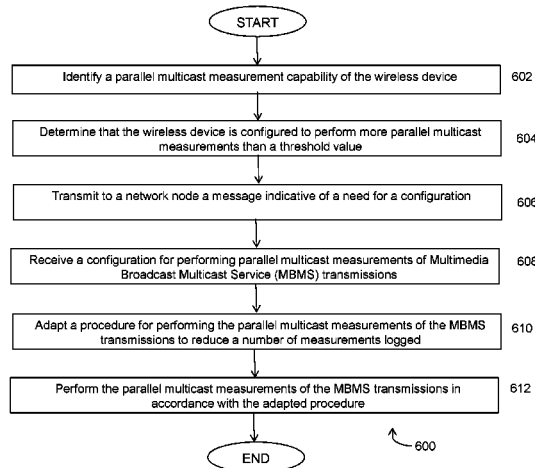 START
Identify a parallel multicast measurement capability of the wireless device
602
Determine that the wireless device is configured to perform more parallel multicast
measurements than a threshold value
604
Transmit to a network node a message indicative of a need for a configuration
606
Receive a configuration for performing parallel multicast measurements of Multimedia
Broadcast Multicast Service (MBMS) transmissions
608
Adapt a procedure for performing the parallel multicast measurements of the MBMS
transmissions to reduce a number of measurements logged
610
Perform the parallel multicast measurements of the MBMS transmissions in
accordance with the adapted procedure
612
600
END